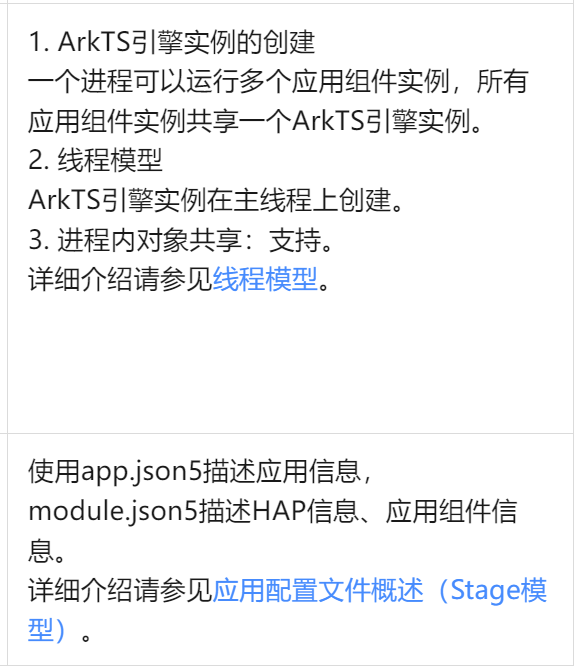 1. ArkTS引擎实例的创建
一个进程可以运行多个应用组件实例，所有
应用组件实例共享一个ArkTS引擎实例。
2. 线程模型
ArkTS引擎实例在主线程上创建。
3. 进程内对象共享：支持。
详细介绍请参见线程模型。
使用app.json5描述应用信息，
module.json5描述HAP信息、应用组件信
息。
详细介绍请参见应用配置文件概述（Stage模
型）。